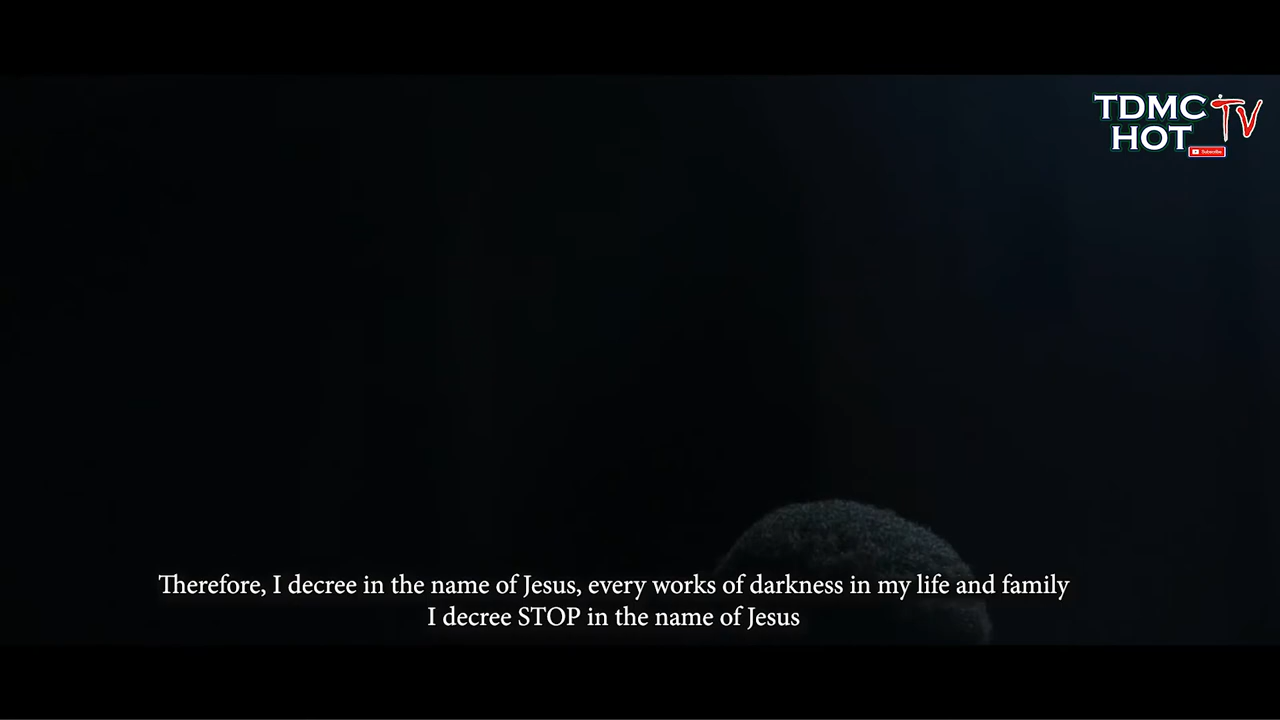 TDMC TV
HOT
Subscribe
Therefore, I decree in the name of Jesus, every works of darkness in my life and family
I decree STOP in the name of Jesus